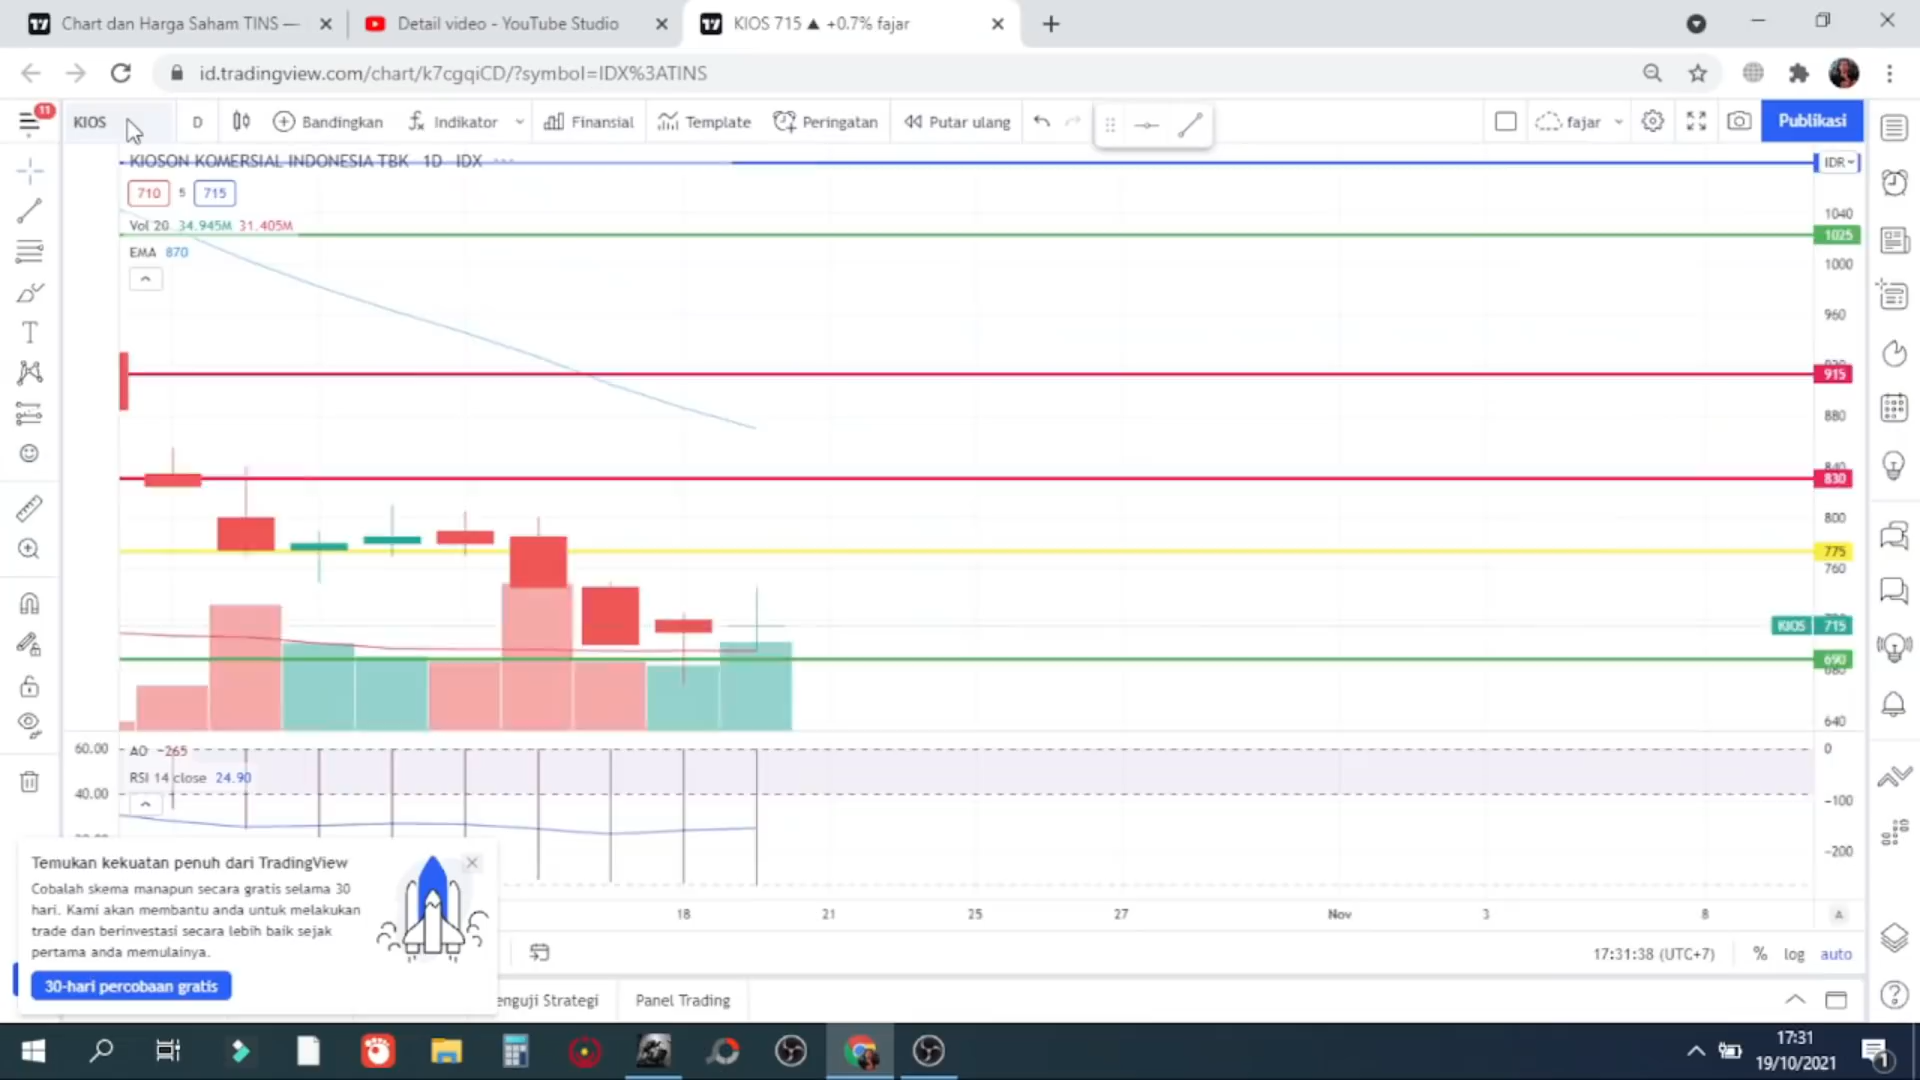 Chart dan Harga Saham TINS —
Detail video - YouTube Studio
KIOS 715 ▲ +0.7% fajar
id.tradingview.com/chart/k7cgqiCD/?symbol=IDX%3ATINS
11
KIOS
D
Bandingkan
Indikator
Finansial
Template
Peringatan
Putar ulang
fajar
Publikasi
KIOSON KOMERSIAL INDONESIA TBK 1D IDX
IDR
710 5 715
Vol 20 34.945M 31.405M
EMA 870
1040
1025
1000
960
915
880
830
800
775
760
KIOS 715
690
640
60.00
AO -265
0
RSI 14 close 24.90
40.00
-100
-200
Temukan kekuatan penuh dari TradingView
Cobalah skema manapun secara gratis selama 30
hari. Kami akan membantu anda untuk melakukan
trade dan berinvestasi secara lebih baik sejak
pertama anda memulainya.
30-hari percobaan gratis
18 21 25 27 Nov 3 8 A
17:31:38 (UTC+7) % log auto
enguji Strategi
Panel Trading
17:31
19/10/2021
1